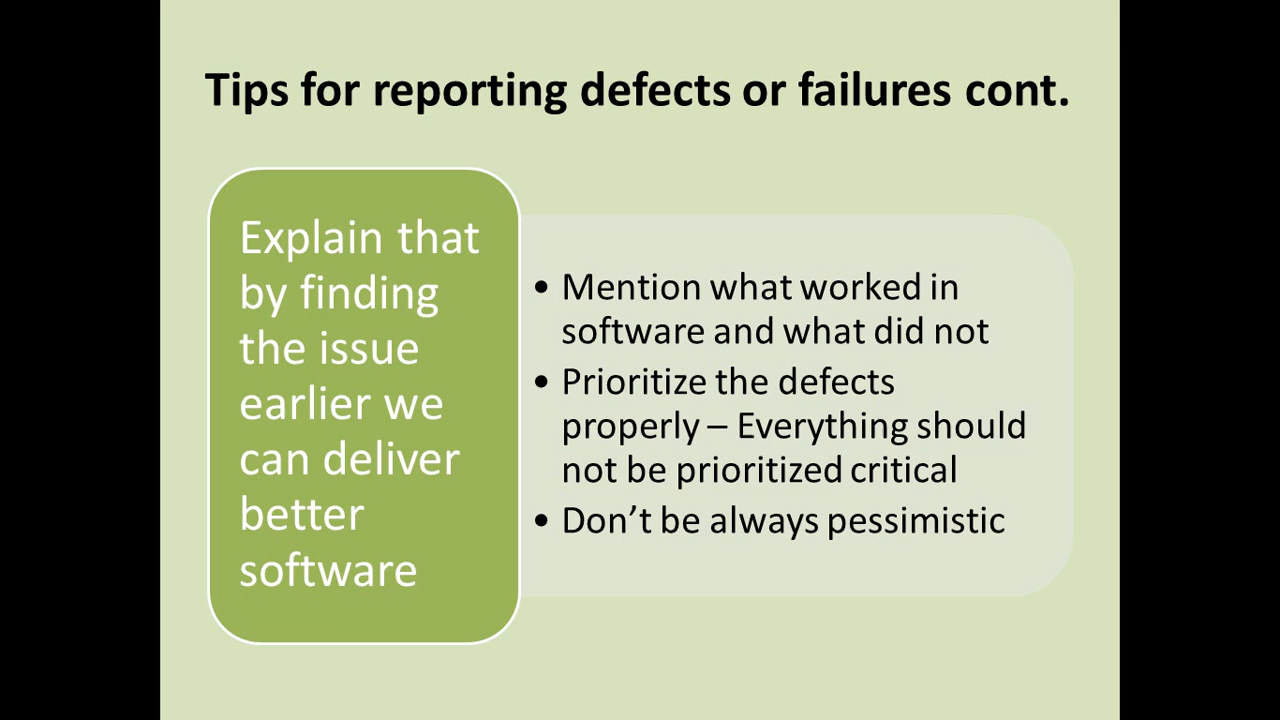 Tips for reporting defects or failures cont.
Explain that
by finding
the issue
earlier we
can deliver
better
software
• Mention what worked in
software and what did not
• Prioritize the defects
properly – Everything should
not be prioritized critical
• Don’t be always pessimistic